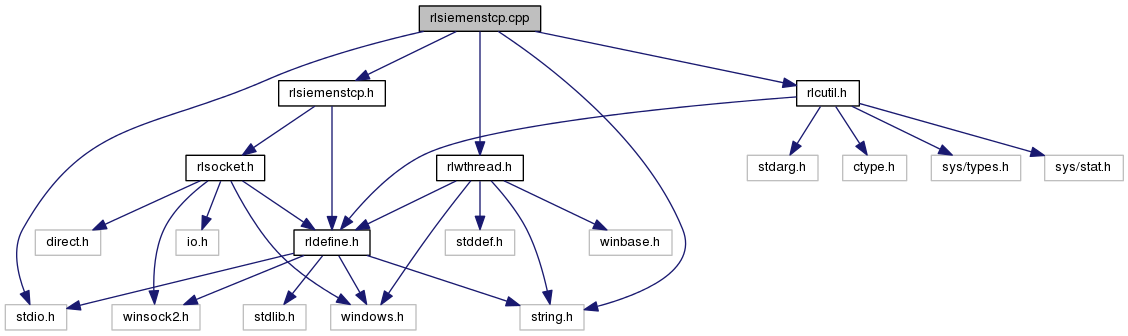 rlsiemenstcp.cpp
rlsiemenstcp.h
rlcutil.h
rlsocket.h
rlwthread.h
stdarg.h
ctype.h
sys/types.h
sys/stat.h
direct.h
io.h
rldefine.h
stddef.h
winbase.h
stdio.h
winsock2.h
stdlib.h
windows.h
string.h